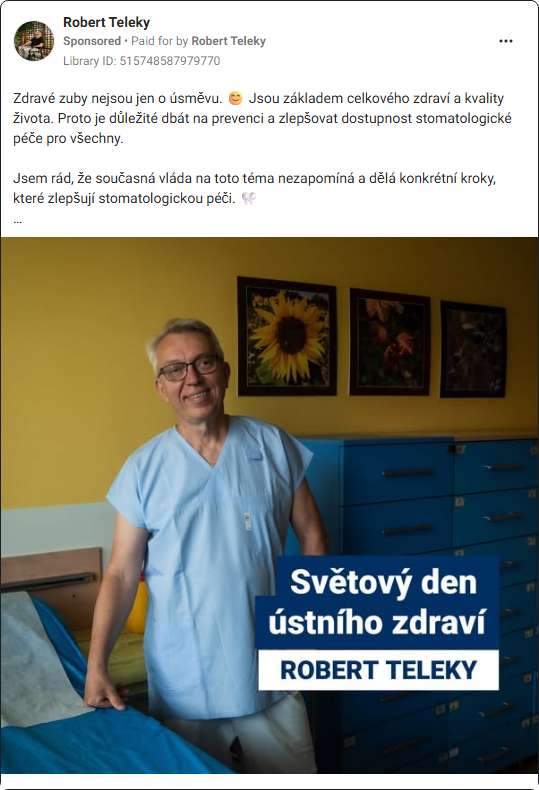 Robert Teleky
Sponsored • Paid for by Robert Teleky
Library ID: 515748587979770
Zdravé zuby nejsou jen o úsměvu. 😊 Jsou základem celkového zdraví a kvality
života. Proto je důležité dbát na prevenci a zlepšovat dostupnost stomatologické
péče pro všechny.
Jsem rád, že současná vláda na toto téma nezapomíná a dělá konkrétní kroky,
které zlepšují stomatologickou péči. 🦷
...
Světový den
ústního zdraví
ROBERT TELEKY